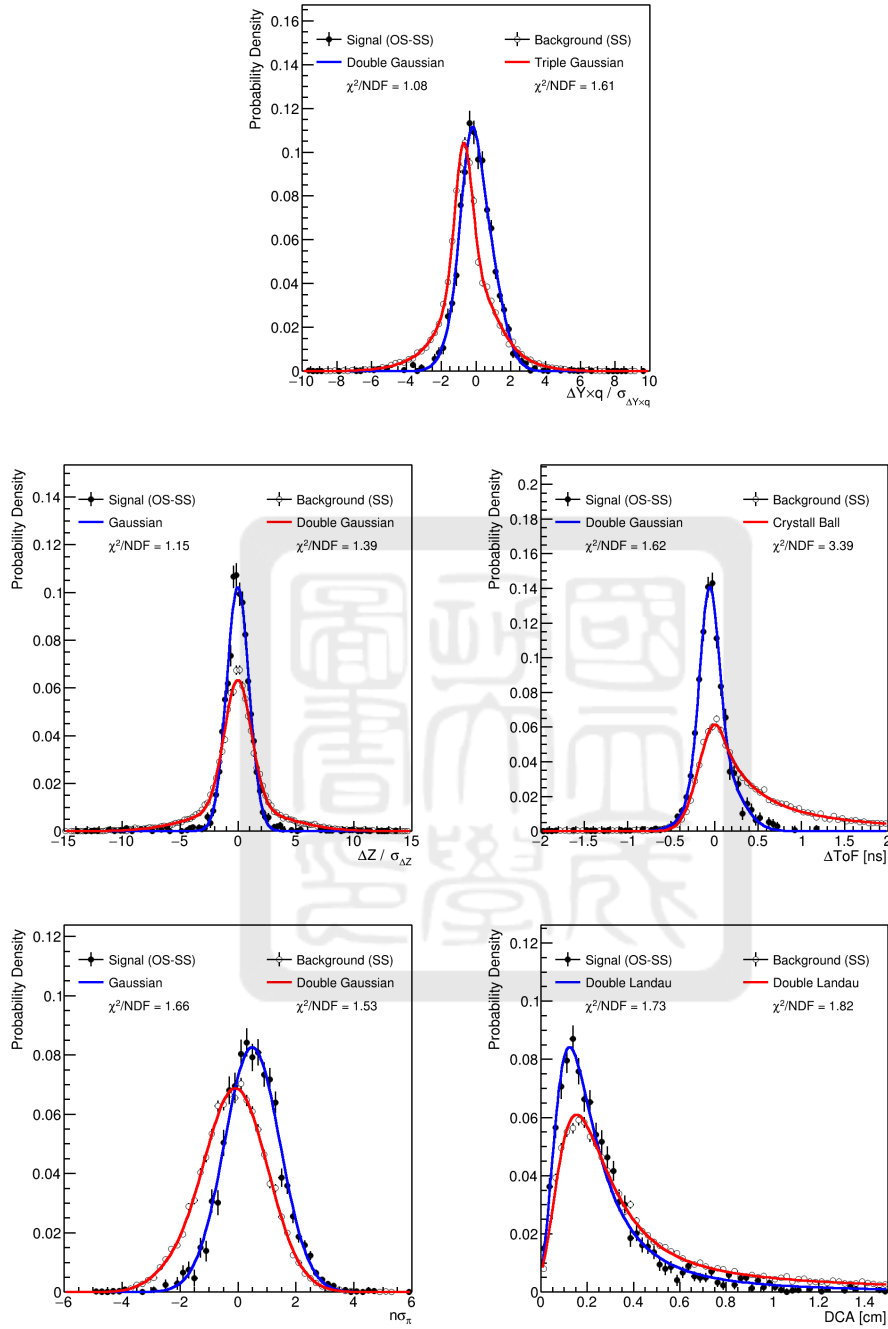 Probability Density
0.16
0.14
0.12
0.1
0.08
0.06
0.04
0.02
0
Signal (OS-SS)
Double Gaussian
χ²/NDF = 1.08
Background (SS)
Triple Gaussian
χ²/NDF = 1.61
−10 −8 −6 −4 −2 0 2 4 6 8 10
ΔY×q / σ ΔY×q
Probability Density
0.14
0.12
0.1
0.08
0.06
0.04
0.02
0
Signal (OS-SS)
Gaussian
χ²/NDF = 1.15
Background (SS)
Double Gaussian
χ²/NDF = 1.39
−15 −10 −5 0 5 10 15
ΔZ / σ ΔZ
Probability Density
0.2
0.18
0.16
0.14
0.12
0.1
0.08
0.06
0.04
0.02
0
Signal (OS-SS)
Double Gaussian
χ²/NDF = 1.62
Background (SS)
Crystall Ball
χ²/NDF = 3.39
−2 −1.5 −1 −0.5 0 0.5 1 1.5 2
ΔToF [ns]
Probability Density
0.12
0.1
0.08
0.06
0.04
0.02
0
Signal (OS-SS)
Gaussian
χ²/NDF = 1.66
Background (SS)
Double Gaussian
χ²/NDF = 1.53
−6 −4 −2 0 2 4 6
nσπ
Probability Density
0.12
0.1
0.08
0.06
0.04
0.02
0
Signal (OS-SS)
Double Landau
χ²/NDF = 1.73
Background (SS)
Double Landau
χ²/NDF = 1.82
0 0.2 0.4 0.6 0.8 1 1.2 1.4
DCA [cm]